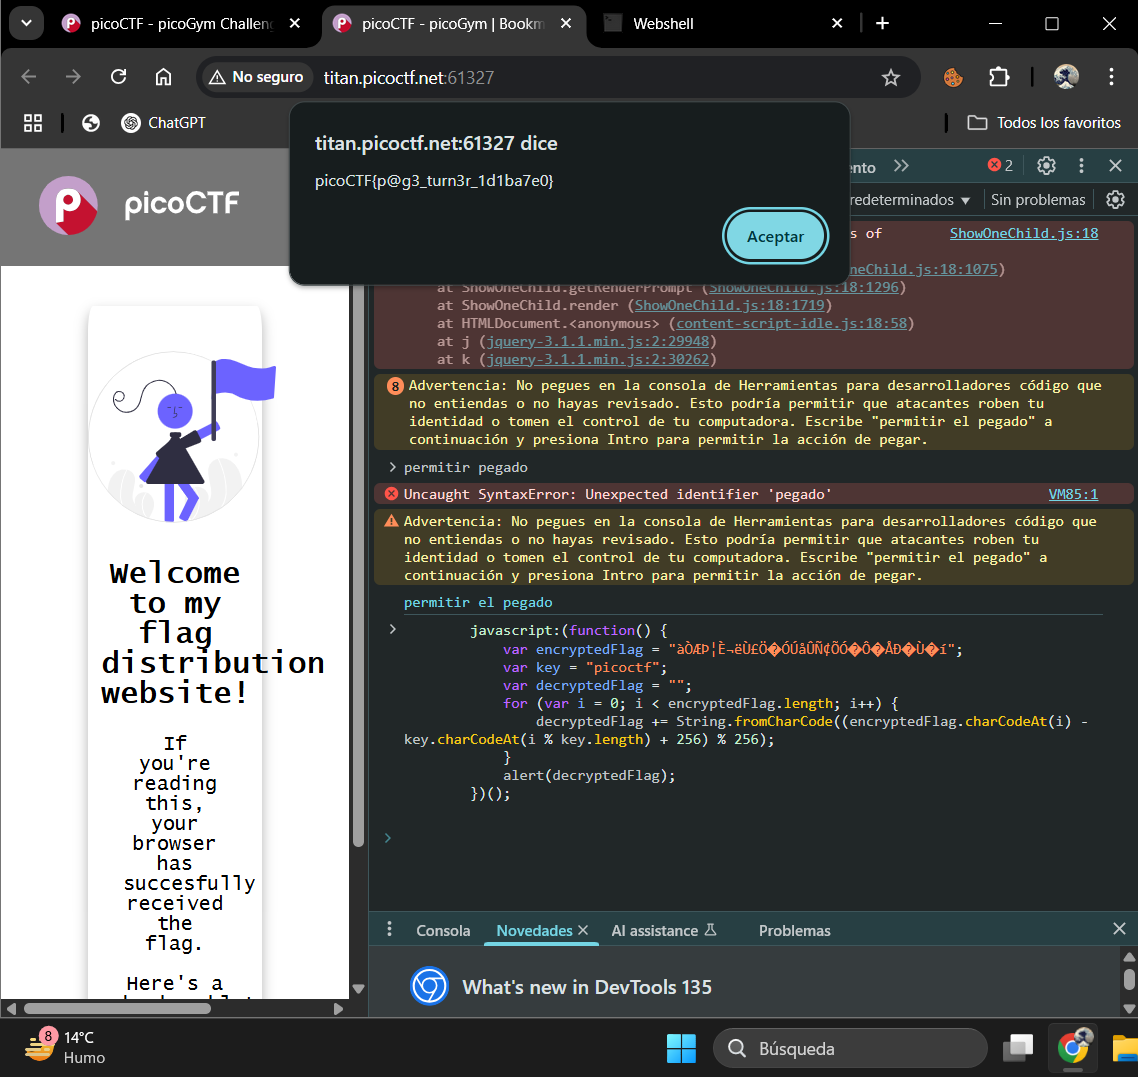 picoCTF - picoGym Challeng
picoCTF - picoGym | Bookm
Webshell
No seguro
titan.picoctf.net:61327
ChatGPT
Todos los favoritos
titan.picoctf.net:61327 dice
picoCTF{p@g3_turn3r_1d1ba7e0}
Aceptar
picoCTF
ento
2
redeterminados
Sin problemas
s of
ShowOneChild.js:18
neChild.js:18:1075)
at ShowOneChild.getRenderPrompt (ShowOneChild.js:18:1296)
at ShowOneChild.render (ShowOneChild.js:18:1719)
at HTMLDocument.<anonymous> (content-script-idle.js:18:58)
at j (jquery-3.1.1.min.js:2:29948)
at k (jquery-3.1.1.min.js:2:30262)
8 Advertencia: No pegues en la consola de Herramientas para desarrolladores código que
no entiendas o no hayas revisado. Esto podría permitir que atacantes roben tu
identidad o tomen el control de tu computadora. Escribe "permitir el pegado" a
continuación y presiona Intro para permitir la acción de pegar.
> permitir pegado
Uncaught SyntaxError: Unexpected identifier 'pegado'
VM85:1
Advertencia: No pegues en la consola de Herramientas para desarrolladores código que
no entiendas o no hayas revisado. Esto podría permitir que atacantes roben tu
identidad o tomen el control de tu computadora. Escribe "permitir el pegado" a
continuación y presiona Intro para permitir la acción de pegar.
permitir el pegado
> javascript:(function() {
var encryptedFlag = "àÒÆÞ¦È¬ëÙ£Ö�ÓÚåÛÑ¢ÕÓ�Ô�ÅÐ�Ù�í";
var key = "picoctf";
var decryptedFlag = "";
for (var i = 0; i < encryptedFlag.length; i++) {
decryptedFlag += String.fromCharCode((encryptedFlag.charCodeAt(i) -
key.charCodeAt(i % key.length) + 256) % 256);
}
alert(decryptedFlag);
})();
>
Welcome
to my
flag
distribution
website!
If
you're
reading
this,
your
browser
has
succesfully
received
the
flag.
Here's a
Consola
Novedades
AI assistance
Problemas
What's new in DevTools 135
8
14°C
Humo
Búsqueda